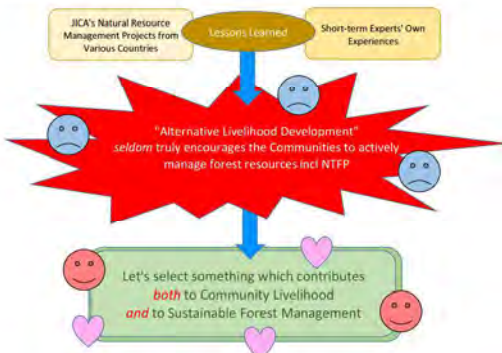 JICA's Natural Resource
Management Projects from
Various Countries
Lessons Learned
Short-term Experts' Own
Experiences
"Alternative Livelihood Development"
seldom truly encourages the Communities to actively
manage forest resources incl NTFP
Let's select something which contributes
both to Community Livelihood
and to Sustainable Forest Management